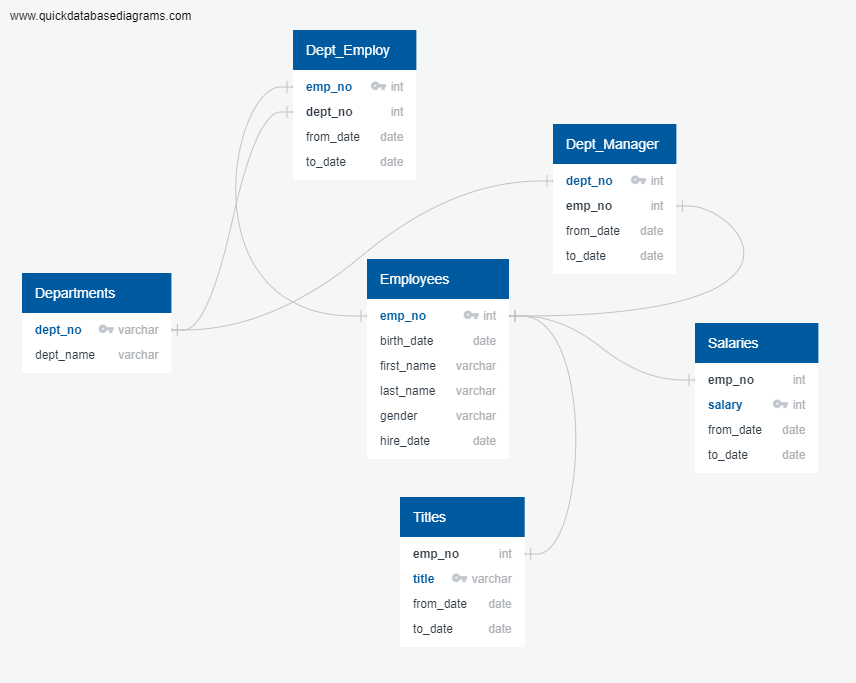 www.quickdatabasediagrams.com
Dept_Employ
emp_no int
dept_no int
from_date date
to_date date
Dept_Manager
dept_no int
emp_no int
from_date date
to_date date
Departments
dept_no varchar
dept_name varchar
Employees
emp_no int
birth_date date
first_name varchar
last_name varchar
gender varchar
hire_date date
Salaries
emp_no int
salary int
from_date date
to_date date
Titles
emp_no int
title varchar
from_date date
to_date date